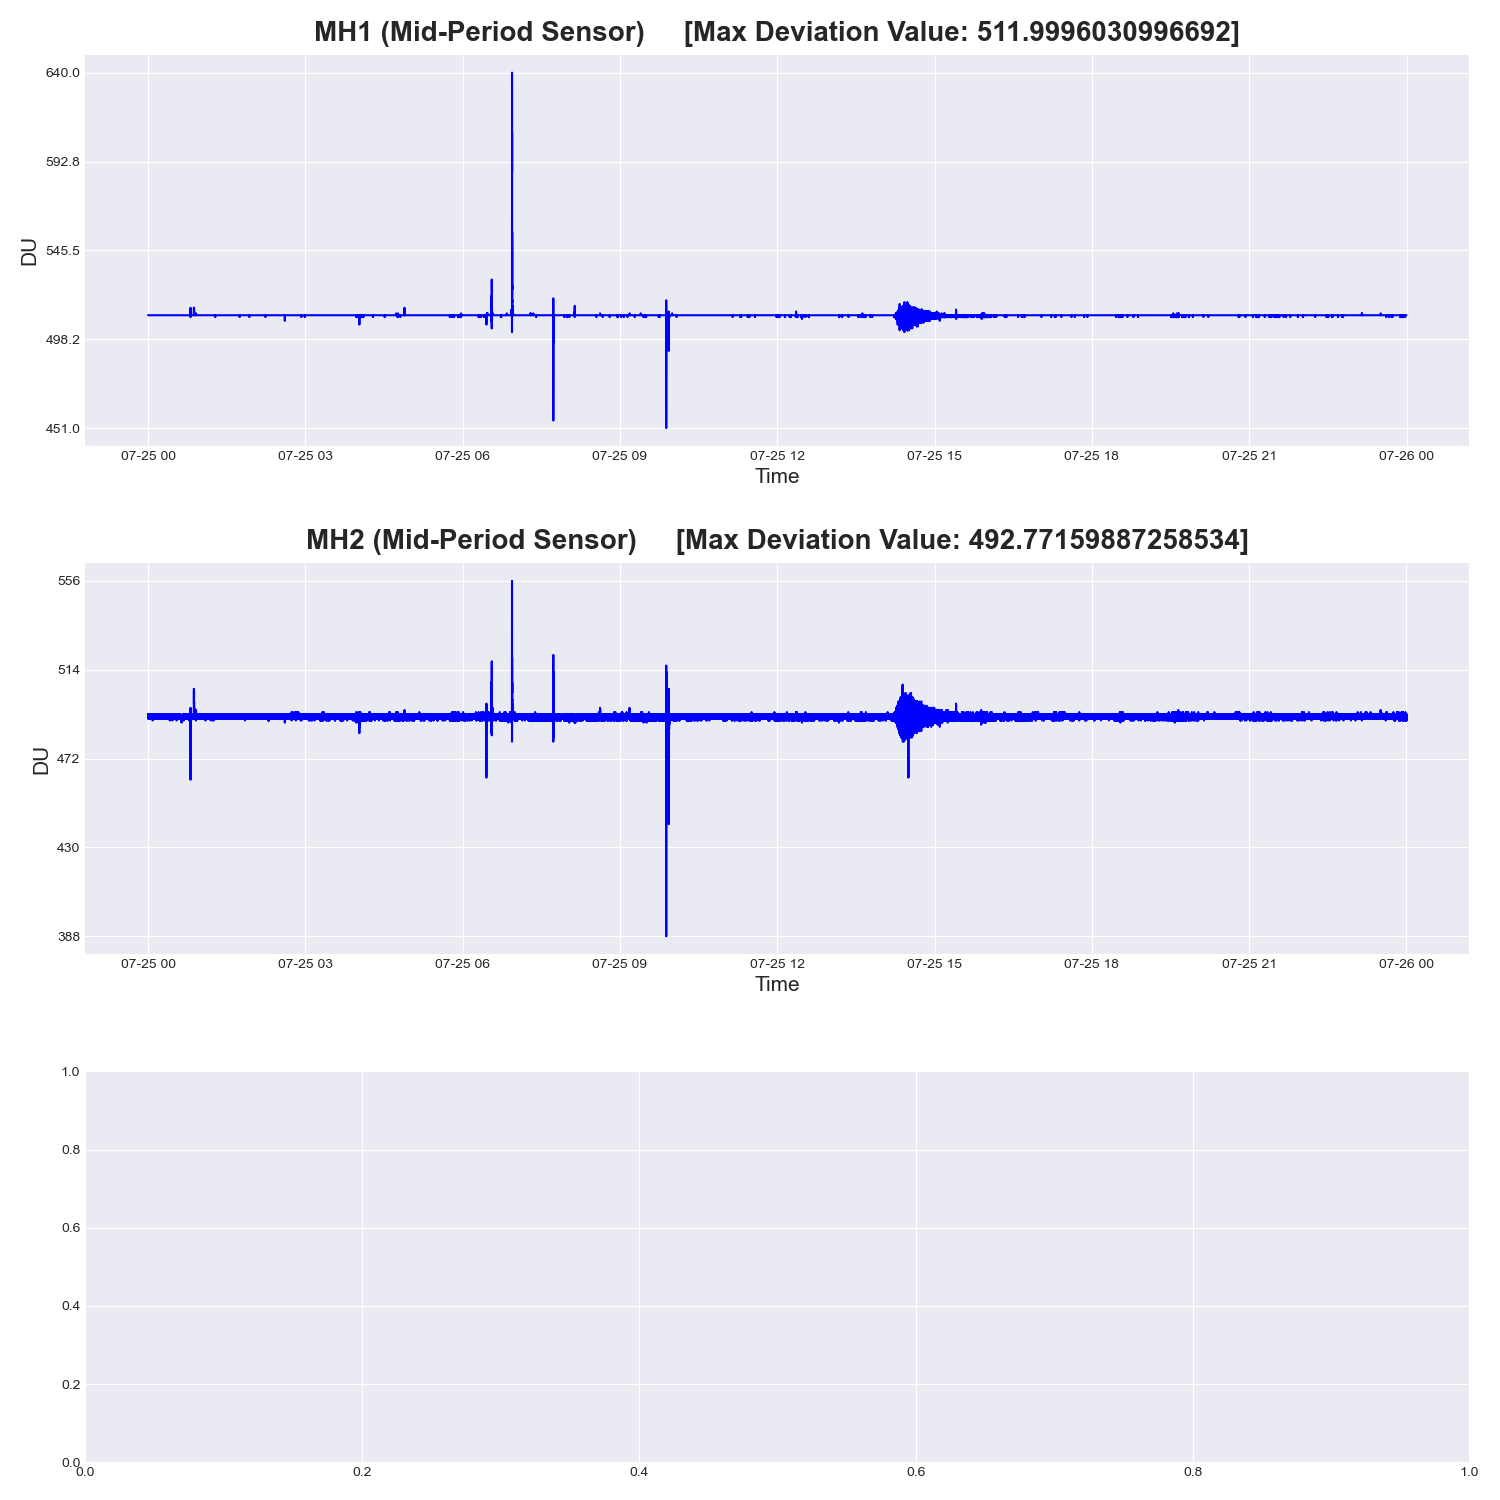 MH1 (Mid-Period Sensor) [Max Deviation Value: 511.9996030996692]
640.0
592.8
545.5
498.2
451.0
DU
07-25 00 07-25 03 07-25 06 07-25 09 07-25 12 07-25 15 07-25 18 07-25 21 07-26 00
Time
MH2 (Mid-Period Sensor) [Max Deviation Value: 492.77159887258534]
556
514
472
430
388
DU
07-25 00 07-25 03 07-25 06 07-25 09 07-25 12 07-25 15 07-25 18 07-25 21 07-26 00
Time
1.0
0.8
0.6
0.4
0.2
0.0
0.0 0.2 0.4 0.6 0.8 1.0